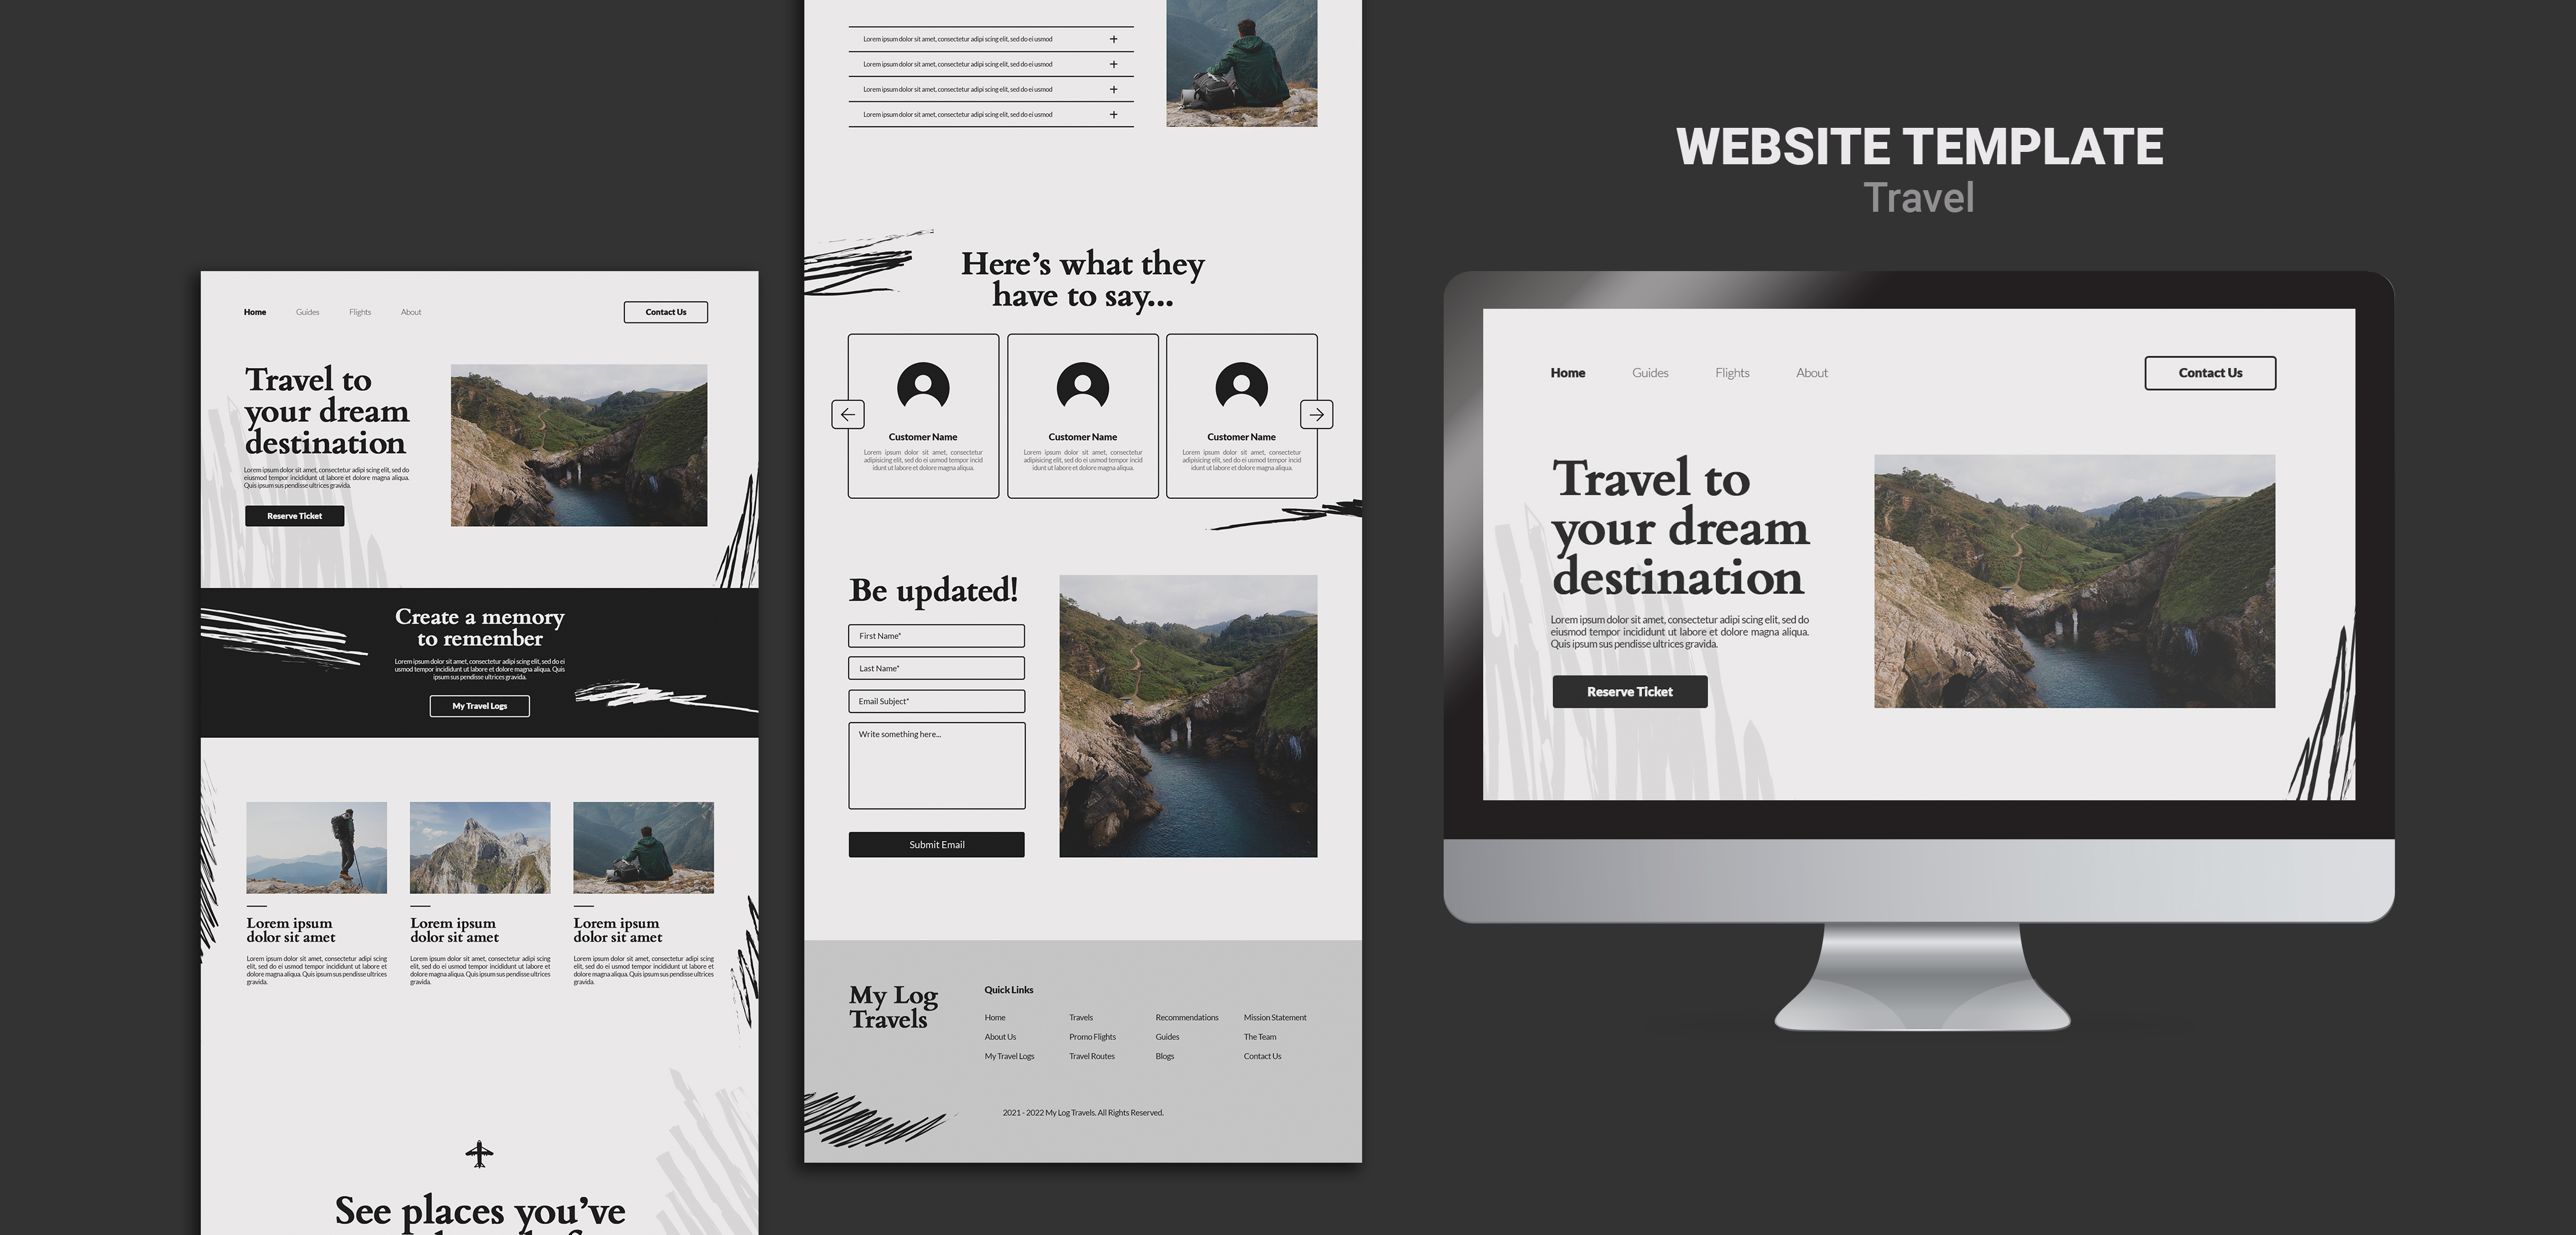 Home Guides Flights About Contact Us
Travel to
your dream
destination
Lorem ipsum dolor sit amet, consectetur adipi scing elit, sed do
eiusmod tempor incididunt ut labore et dolore magna aliqua.
Quis ipsum sus pendisse ultrices gravida.
Reserve Ticket
Create a memory
to remember
Lorem ipsum dolor sit amet, consectetur adipi scing elit, sed do ei
usmod tempor incididunt ut labore et dolore magna aliqua. Quis
ipsum sus pendisse ultrices gravida.
My Travel Logs
Lorem ipsum
dolor sit amet
Lorem ipsum dolor sit amet, consectetur adipi scing
elit, sed do ei usmod tempor incididunt ut labore et
dolore magna aliqua. Quis ipsum sus pendisse ultrices
gravida.
Lorem ipsum
dolor sit amet
Lorem ipsum dolor sit amet, consectetur adipi scing
elit, sed do ei usmod tempor incididunt ut labore et
dolore magna aliqua. Quis ipsum sus pendisse ultrices
gravida.
Lorem ipsum
dolor sit amet
Lorem ipsum dolor sit amet, consectetur adipi scing
elit, sed do ei usmod tempor incididunt ut labore et
dolore magna aliqua. Quis ipsum sus pendisse ultrices
gravida.
See places you've
Lorem ipsum dolor sit amet, consectetur adipi scing elit, sed do ei usmod +
Lorem ipsum dolor sit amet, consectetur adipi scing elit, sed do ei usmod +
Lorem ipsum dolor sit amet, consectetur adipi scing elit, sed do ei usmod +
Lorem ipsum dolor sit amet, consectetur adipi scing elit, sed do ei usmod +
Here's what they
have to say...
Customer Name
Lorem ipsum dolor sit amet, consectetur
adipisicing elit, sed do ei usmod tempor incid
idunt ut labore et dolore magna aliqua.
Customer Name
Lorem ipsum dolor sit amet, consectetur
adipisicing elit, sed do ei usmod tempor incid
idunt ut labore et dolore magna aliqua.
Customer Name
Lorem ipsum dolor sit amet, consectetur
adipisicing elit, sed do ei usmod tempor incid
idunt ut labore et dolore magna aliqua.
Be updated!
First Name*
Last Name*
Email Subject*
Write something here...
Submit Email
My Log
Travels
Quick Links
Home Travels Recommendations Mission Statement
About Us Promo Flights Guides The Team
My Travel Logs Travel Routes Blogs Contact Us
2021 - 2022 My Log Travels. All Rights Reserved.
WEBSITE TEMPLATE
Travel
Home Guides Flights About Contact Us
Travel to
your dream
destination
Lorem ipsum dolor sit amet, consectetur adipi scing elit, sed do
eiusmod tempor incididunt ut labore et dolore magna aliqua.
Quis ipsum sus pendisse ultrices gravida.
Reserve Ticket